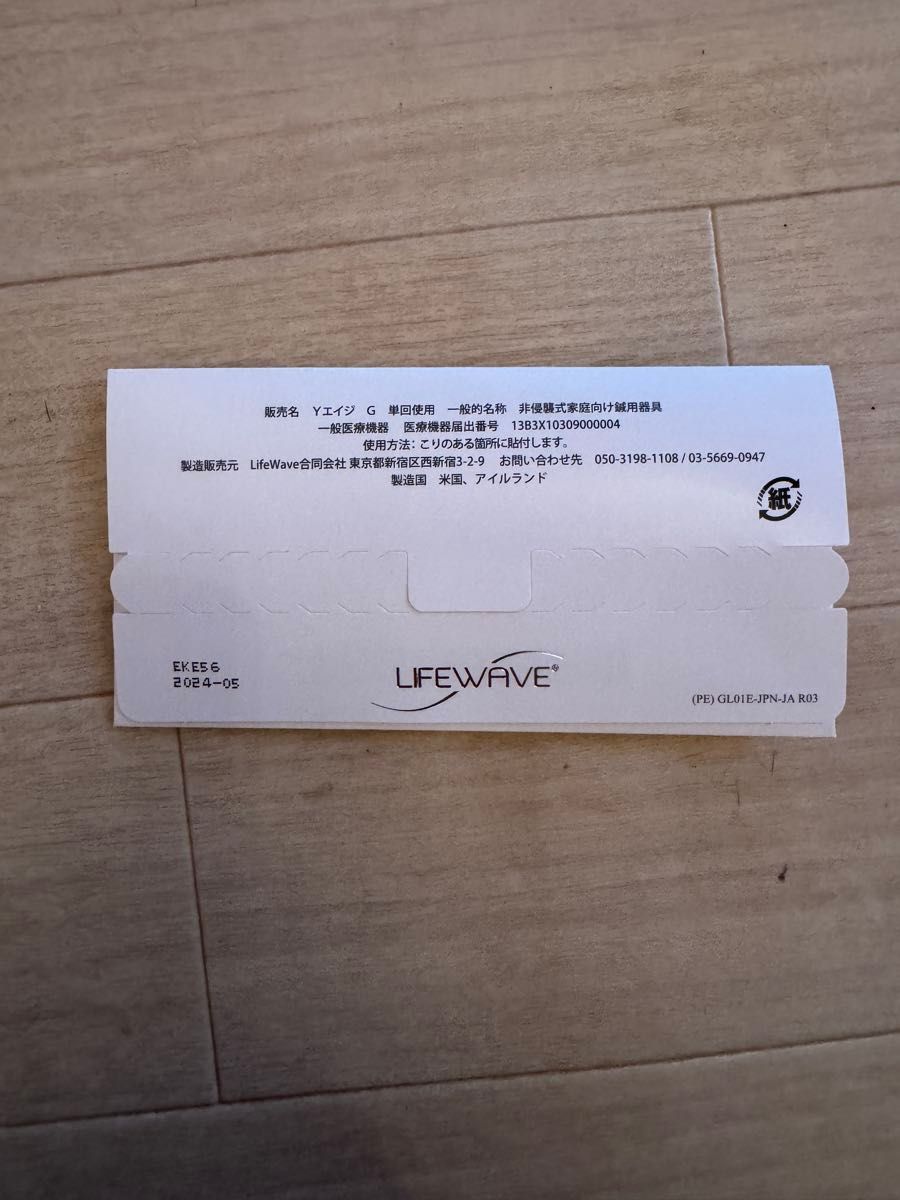 販売名　Yエイジ　G　単回使用　一般的名称　非侵襲式家庭向け鍼用器具
一般医療機器　医療機器届出番号　13B3X10309000004
使用方法：こりのある箇所に貼付します。
製造販売元　LifeWave合同会社 東京都新宿区西新宿3-2-9　お問い合わせ先　050-3198-1108 / 03-5669-0947
製造国　米国、アイルランド
紙
EKE56
2024-05
LIFEWAVE®
(PE) GL01E-JPN-JA R03